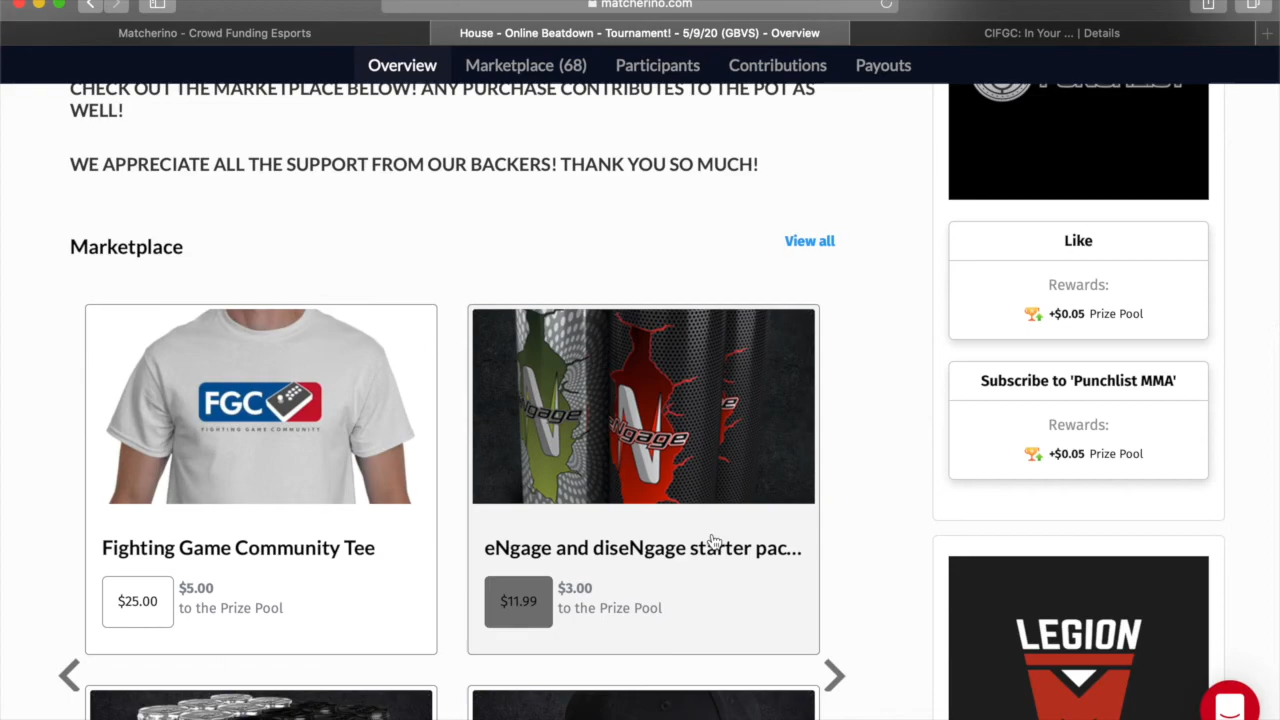 matcherino.com
Matcherino - Crowd Funding Esports
House - Online Beatdown - Tournament! - 5/9/20 (GBVS) - Overview
CIFGC: In Your ... | Details
Overview
Marketplace (68)
Participants
Contributions
Payouts
CHECK OUT THE MARKETPLACE BELOW! ANY PURCHASE CONTRIBUTES TO THE POT AS
WELL!
WE APPRECIATE ALL THE SUPPORT FROM OUR BACKERS! THANK YOU SO MUCH!
Marketplace
View all
FGC
FIGHTING GAME COMMUNITY
Fighting Game Community Tee
$25.00
$5.00
to the Prize Pool
eNgage
eNgage
eNgage and diseNgage starter pac...
$11.99
$3.00
to the Prize Pool
Like
Rewards:
+$0.05 Prize Pool
Subscribe to 'Punchlist MMA'
Rewards:
+$0.05 Prize Pool
LEGION